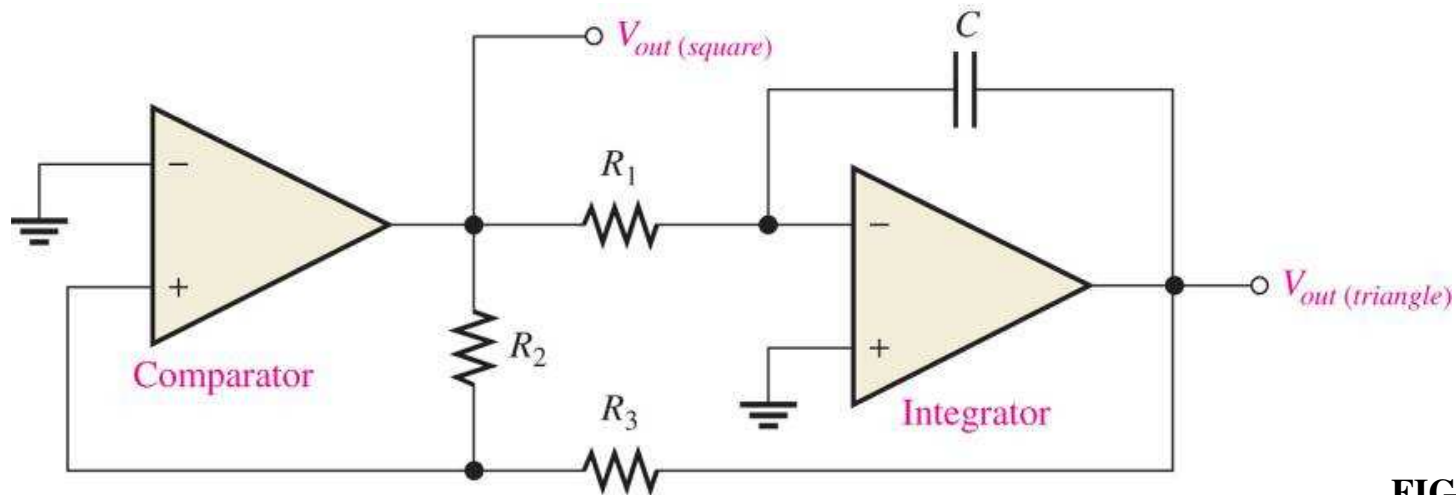 C
V_out (square)
R_1
−
−
+
R_2
V_out (triangle)
+
Comparator
R_3
Integrator
FIG